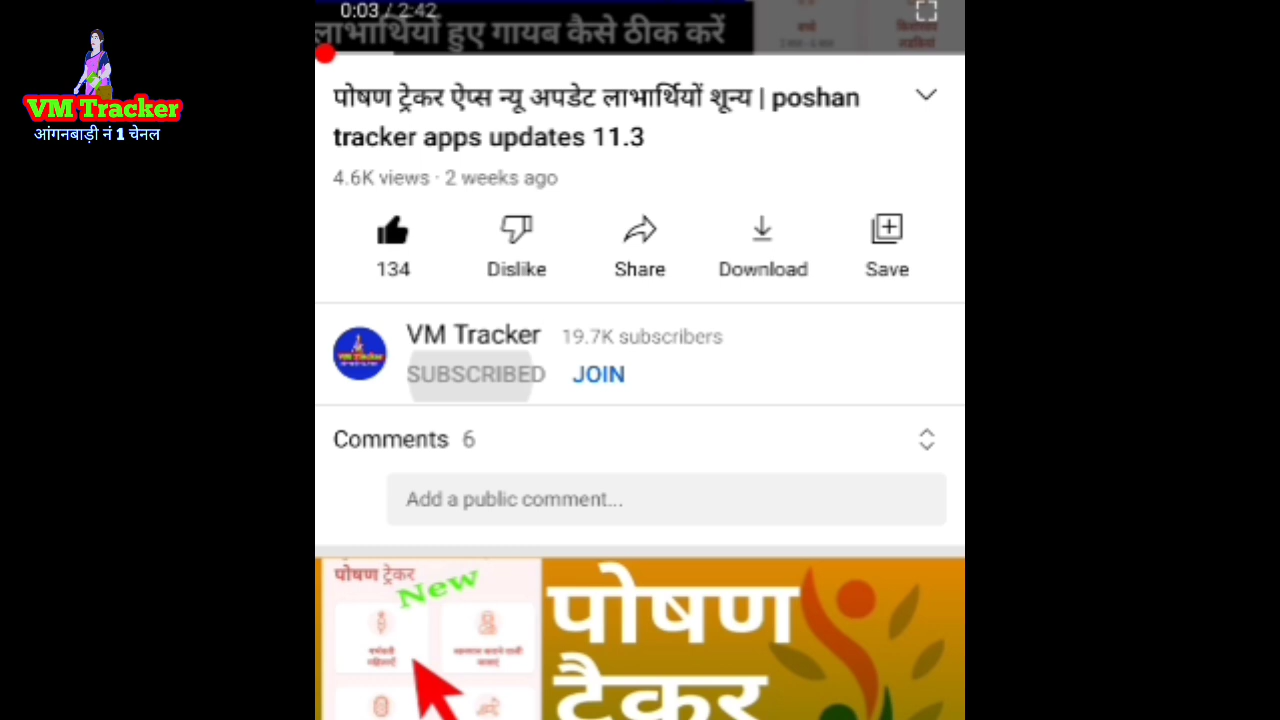 0:03 / 2:42
लाभार्थियों हुए गायब कैसे ठीक करें
VM Tracker
आंगनबाड़ी नं 1 चेनल
पोषण ट्रेकर ऐप्स न्यू अपडेट लाभार्थियों शून्य | poshan
tracker apps updates 11.3
4.6K views · 2 weeks ago
134
Dislike
Share
Download
Save
VM Tracker 19.7K subscribers
SUBSCRIBED JOIN
Comments 6
Add a public comment...
पोषण ट्रेकर
New
पोषण
ट्रैकर